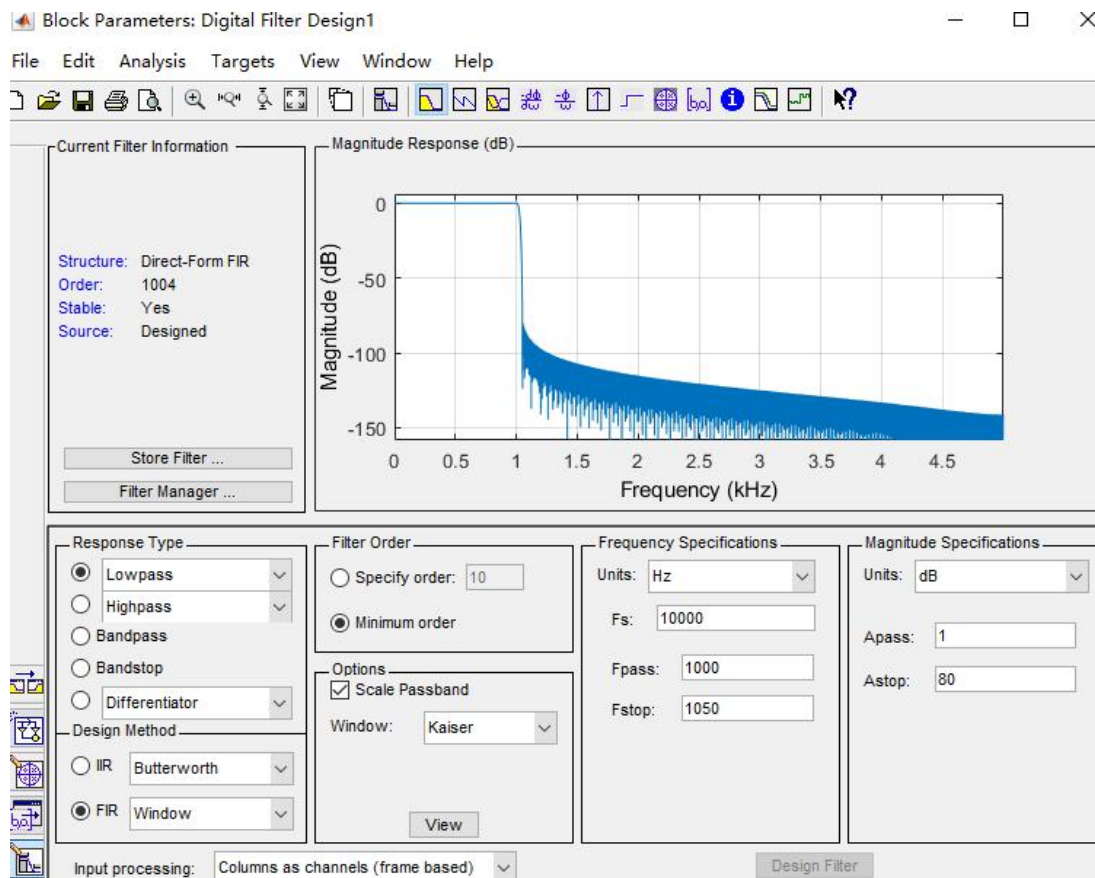 Block Parameters: Digital Filter Design1
File Edit Analysis Targets View Window Help
Current Filter Information
Structure: Direct-Form FIR
Order: 1004
Stable: Yes
Source: Designed
Store Filter ...
Filter Manager ...
Magnitude Response (dB)
Magnitude (dB)
0
-50
-100
-150
0 0.5 1 1.5 2 2.5 3 3.5 4 4.5
Frequency (kHz)
Response Type
Lowpass
Highpass
Bandpass
Bandstop
Differentiator
Design Method
IIR Butterworth
FIR Window
Filter Order
Specify order: 10
Minimum order
Options
Scale Passband
Window: Kaiser
View
Frequency Specifications
Units: Hz
Fs: 10000
Fpass: 1000
Fstop: 1050
Magnitude Specifications
Units: dB
Apass: 1
Astop: 80
Input processing: Columns as channels (frame based)
Design Filter